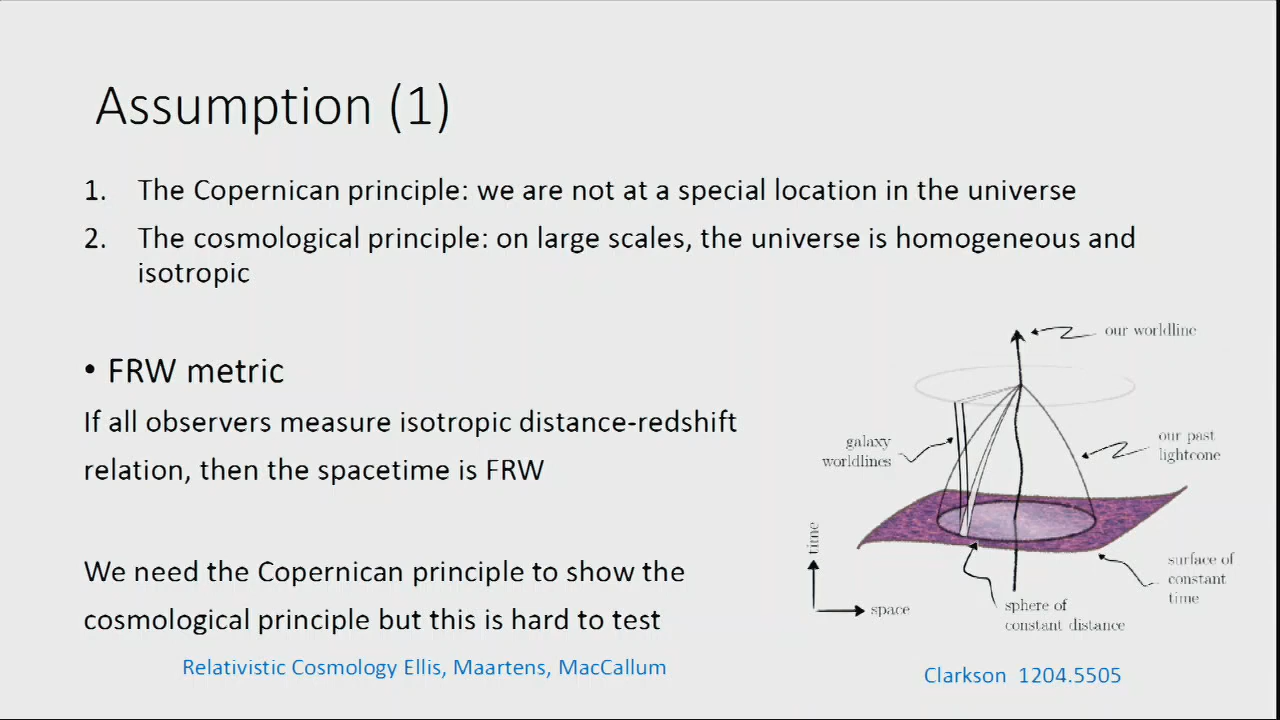 Assumption (1)
1. The Copernican principle: we are not at a special location in the universe
2. The cosmological principle: on large scales, the universe is homogeneous and
isotropic
• FRW metric
If all observers measure isotropic distance-redshift
relation, then the spacetime is FRW
We need the Copernican principle to show the
cosmological principle but this is hard to test
Relativistic Cosmology Ellis, Maartens, MacCallum
our worldline
galaxy
worldlines
our past
lightcone
time
space
surface of
constant
time
sphere of
constant distance
Clarkson 1204.5505